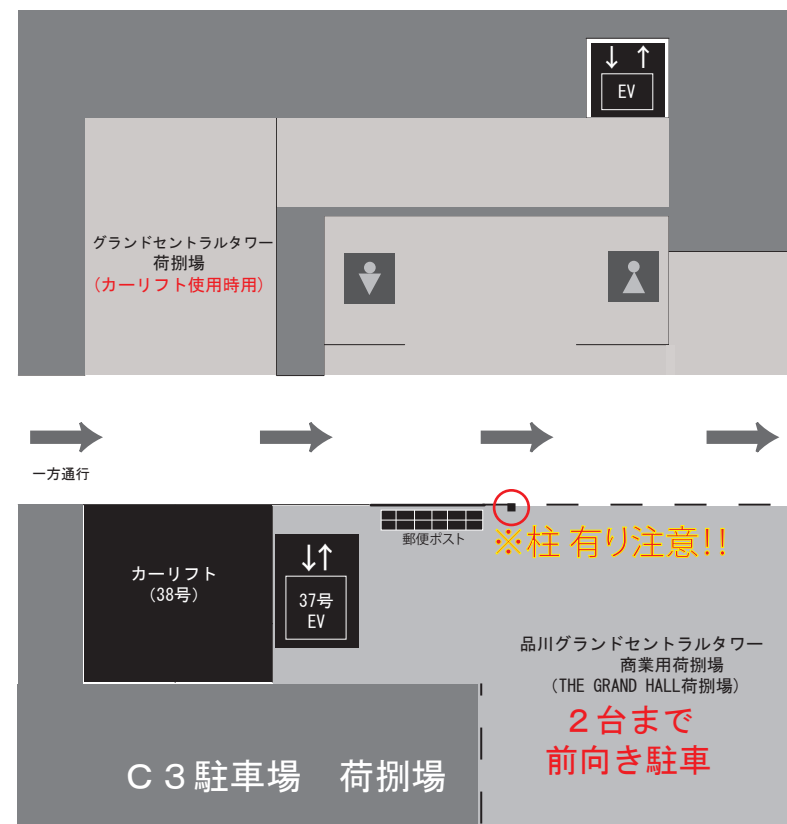 ↓ ↑
EV
グランドセントラルタワー
荷捌場
(カーリフト使用時用)
一方通行
郵便ポスト
※柱 有り注意!!
カーリフト
(38号)
↓↑
37号
EV
品川グランドセントラルタワー
商業用荷捌場
(THE GRAND HALL荷捌場)
2台まで
前向き駐車
C3駐車場 荷捌場